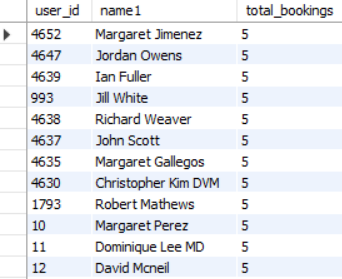 user_id name1 total_bookings
4652 Margaret Jimenez 5
4647 Jordan Owens 5
4639 Ian Fuller 5
993 Jill White 5
4638 Richard Weaver 5
4637 John Scott 5
4635 Margaret Gallegos 5
4630 Christopher Kim DVM 5
1793 Robert Mathews 5
10 Margaret Perez 5
11 Dominique Lee MD 5
12 David Mcneil 5